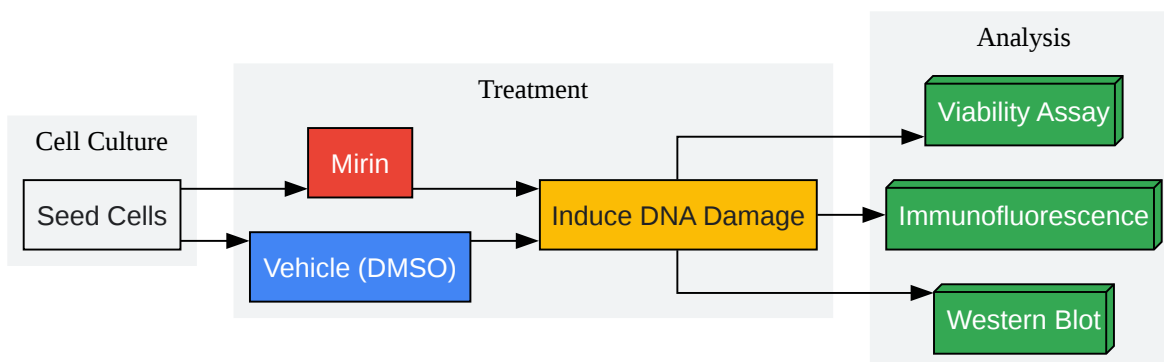 Cell Culture
Seed Cells
Treatment
Mirin
Vehicle (DMSO)
Induce DNA Damage
Analysis
Viability Assay
Immunofluorescence
Western Blot